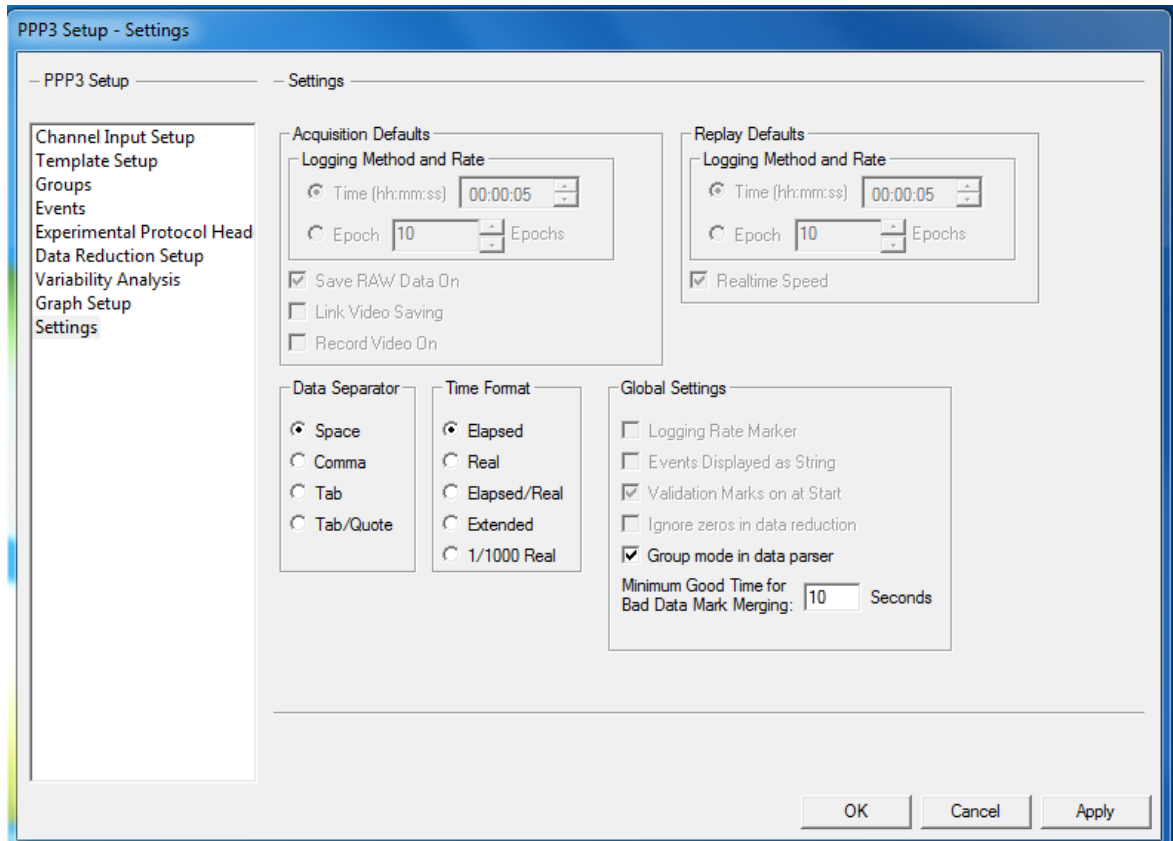 PPP3 Setup - Settings
PPP3 Setup
Channel Input Setup
Template Setup
Groups
Events
Experimental Protocol Head
Data Reduction Setup
Variability Analysis
Graph Setup
Settings
Settings
Acquisition Defaults
Logging Method and Rate
Time (hh:mm:ss) 00:00:05
Epoch 10 Epochs
Save RAW Data On
Link Video Saving
Record Video On
Replay Defaults
Logging Method and Rate
Time (hh:mm:ss) 00:00:05
Epoch 10 Epochs
Realtime Speed
Data Separator
Space
Comma
Tab
Tab/Quote
Time Format
Elapsed
Real
Elapsed/Real
Extended
1/1000 Real
Global Settings
Logging Rate Marker
Events Displayed as String
Validation Marks on at Start
Ignore zeros in data reduction
Group mode in data parser
Minimum Good Time for
Bad Data Mark Merging: 10 Seconds
OK Cancel Apply